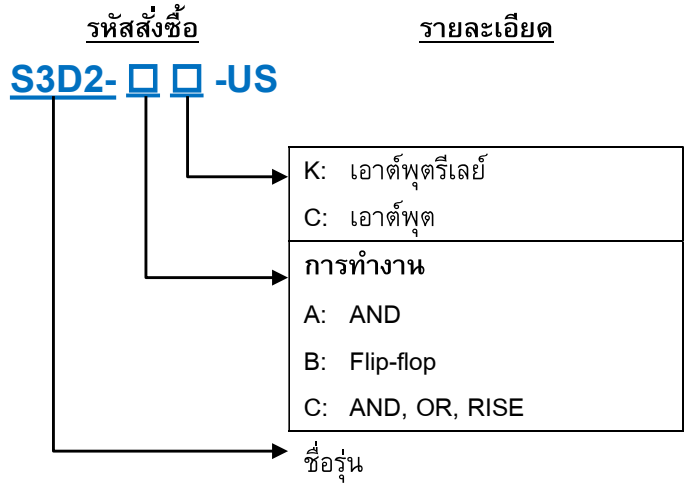 รหัสสั่งซื้อ รายละเอียด
S3D2- □ □ -US
K: เอาต์พุตรีเลย์
C: เอาต์พุต
การทำงาน
A: AND
B: Flip-flop
C: AND, OR, RISE
ชื่อรุ่น